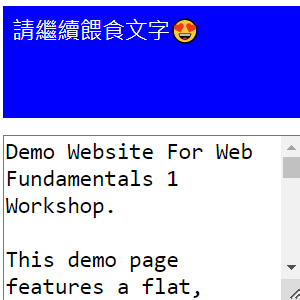 請繼續餵食文字😍
Demo Website For Web
Fundamentals 1
Workshop.
This demo page
features a flat,